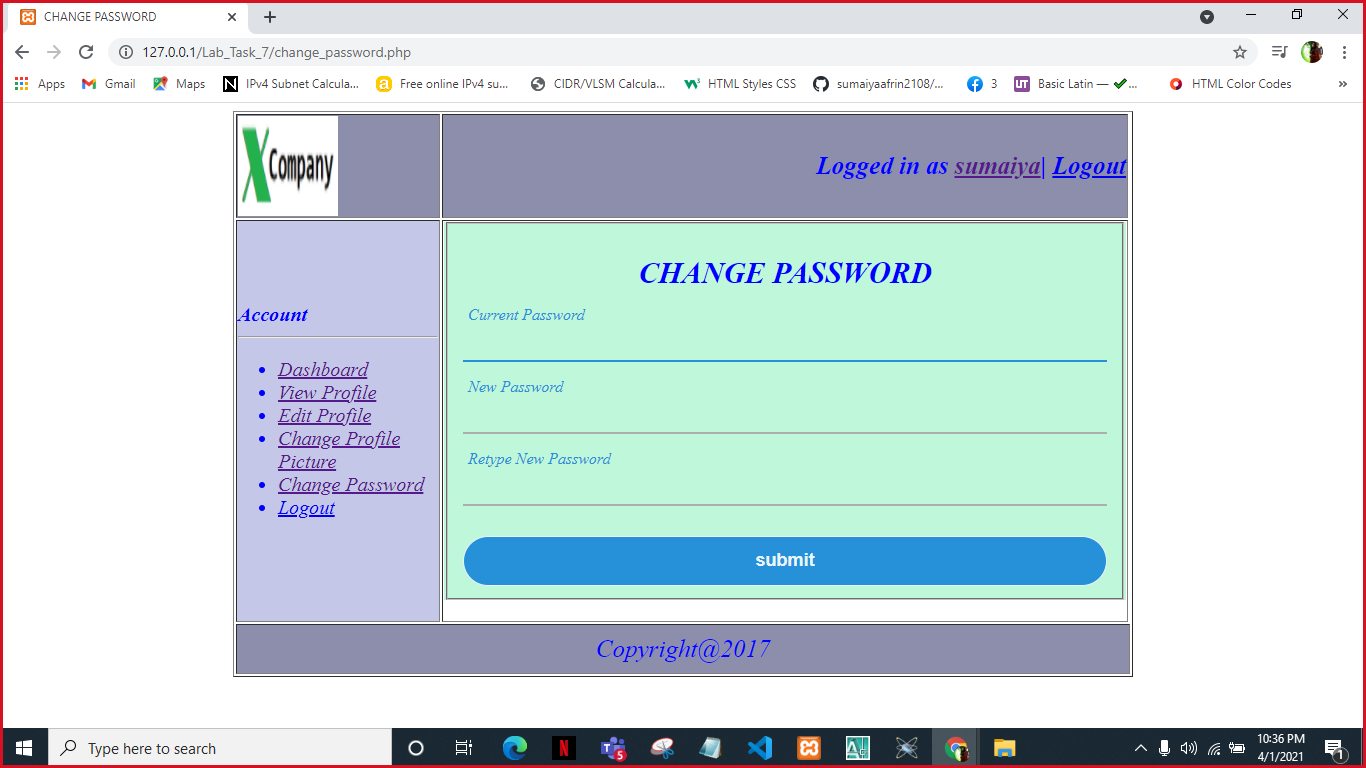 CHANGE PASSWORD
127.0.0.1/Lab_Task_7/change_password.php
Apps Gmail Maps IPv4 Subnet Calcula... Free online IPv4 su... CIDR/VLSM Calcula... HTML Styles CSS sumaiyaafrin2108/... 3 Basic Latin — ✔... HTML Color Codes »
X Company
Logged in as sumaiya| Logout
Account
Dashboard
View Profile
Edit Profile
Change Profile
Picture
Change Password
Logout
CHANGE PASSWORD
Current Password
New Password
Retype New Password
submit
Copyright@2017
Type here to search
5
10:36 PM
4/1/2021
1